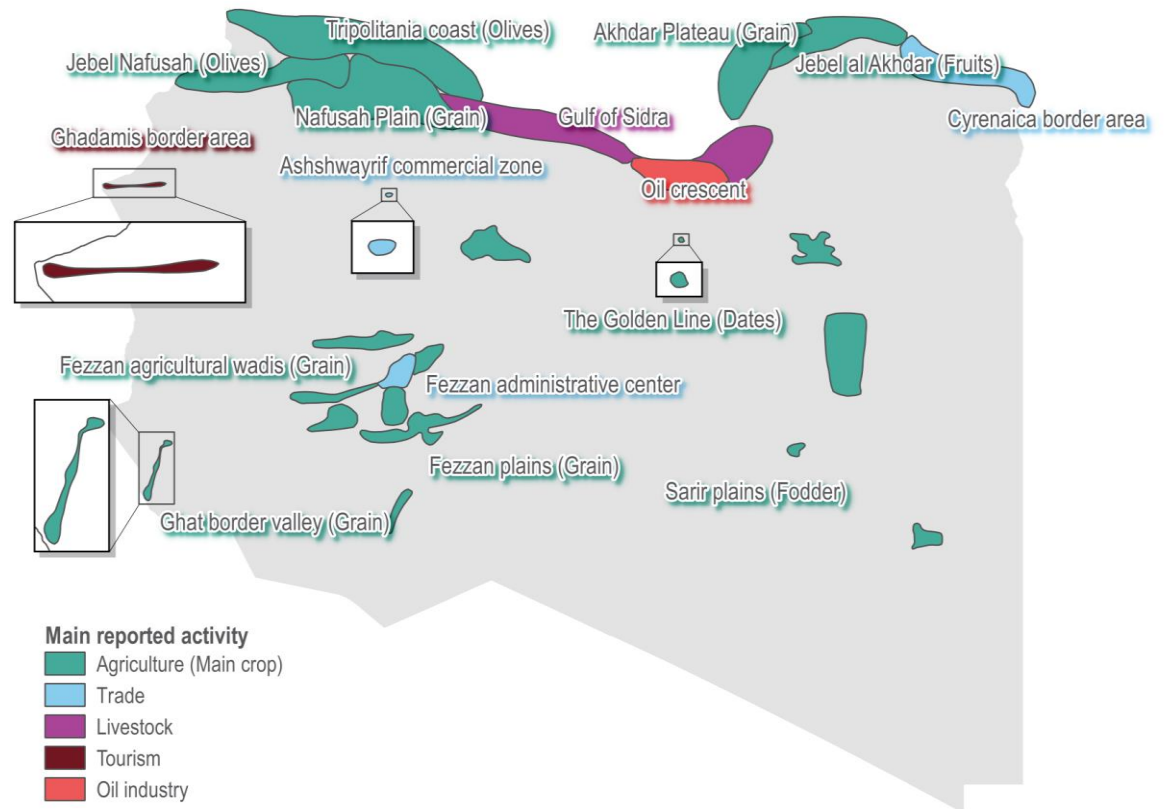 Tripolitania coast (Olives)
Akhdar Plateau (Grain)
Jebel Nafusah (Olives)
Jebel al Akhdar (Fruits)
Nafusah Plain (Grain)
Gulf of Sidra
Cyrenaica border area
Ghadamis border area
Ashshwayrif commercial zone
Oil crescent
The Golden Line (Dates)
Fezzan agricultural wadis (Grain)
Fezzan administrative center
Fezzan plains (Grain)
Sarir plains (Fodder)
Ghat border valley (Grain)
Main reported activity
Agriculture (Main crop)
Trade
Livestock
Tourism
Oil industry